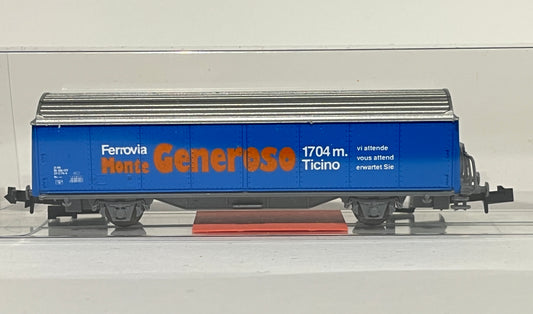 Ferrovia
Monte Generoso
1704 m.
Ticino
vi attende
vous attend
erwartet Sie